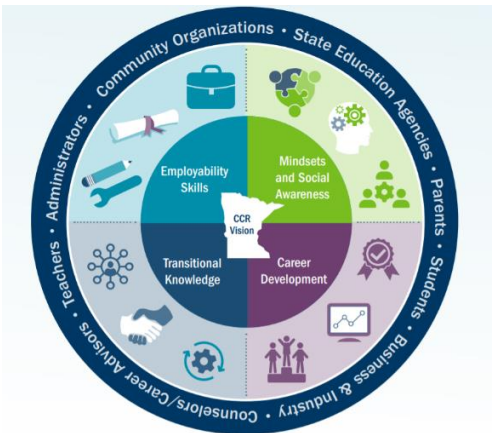 Community Organizations • State Education Agencies • Parents • Students • Business & Industry • Counselors/Career Advisors • Teachers • Administrators •
Employability
Skills
Mindsets
and Social
Awareness
CCR
Vision
Transitional
Knowledge
Career
Development